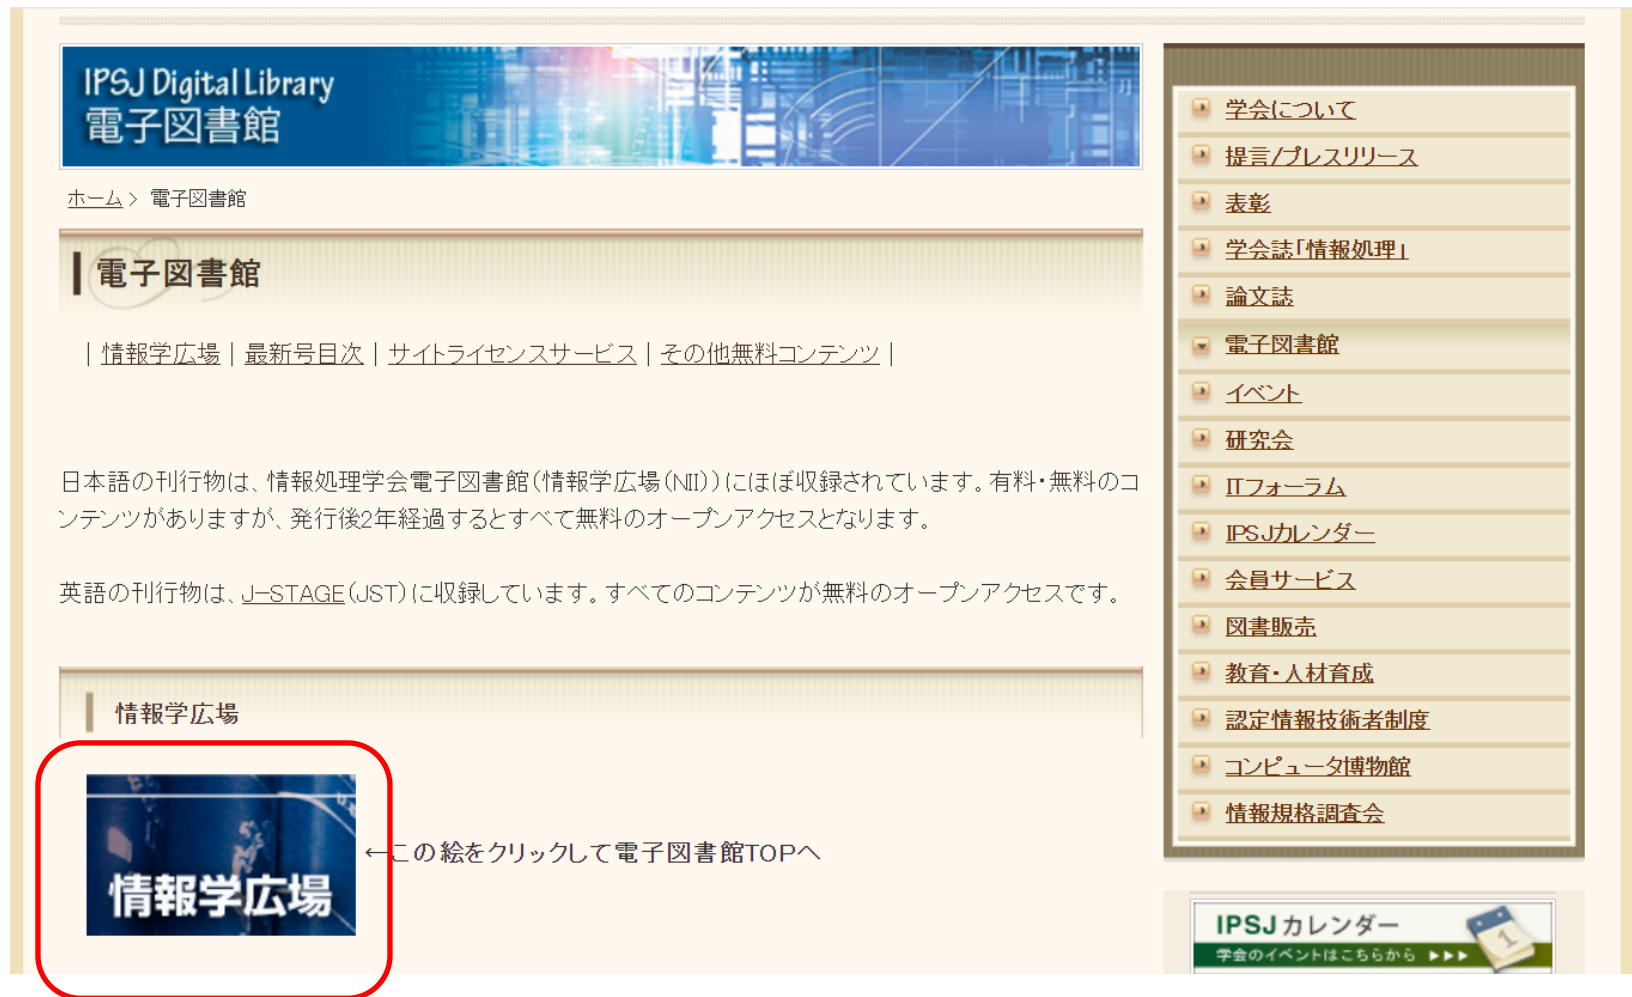 IPSJ Digital Library
電子図書館
ホーム > 電子図書館
電子図書館
| 情報学広場 | 最新号目次 | サイトライセンスサービス | その他無料コンテンツ |
日本語の刊行物は、情報処理学会電子図書館(情報学広場(NII))にほぼ収録されています。有料・無料のコ
ンテンツがありますが、発行後2年経過するとすべて無料のオープンアクセスとなります。
英語の刊行物は、J-STAGE(JST)に収録しています。すべてのコンテンツが無料のオープンアクセスです。
情報学広場
情報学広場
←この絵をクリックして電子図書館TOPへ
学会について
提言/プレスリリース
表彰
学会誌「情報処理」
論文誌
電子図書館
イベント
研究会
ITフォーラム
IPSJカレンダー
会員サービス
図書販売
教育・人材育成
認定情報技術者制度
コンピュータ博物館
情報規格調査会
IPSJ カレンダー
学会のイベントはこちらから ▶▶▶
1